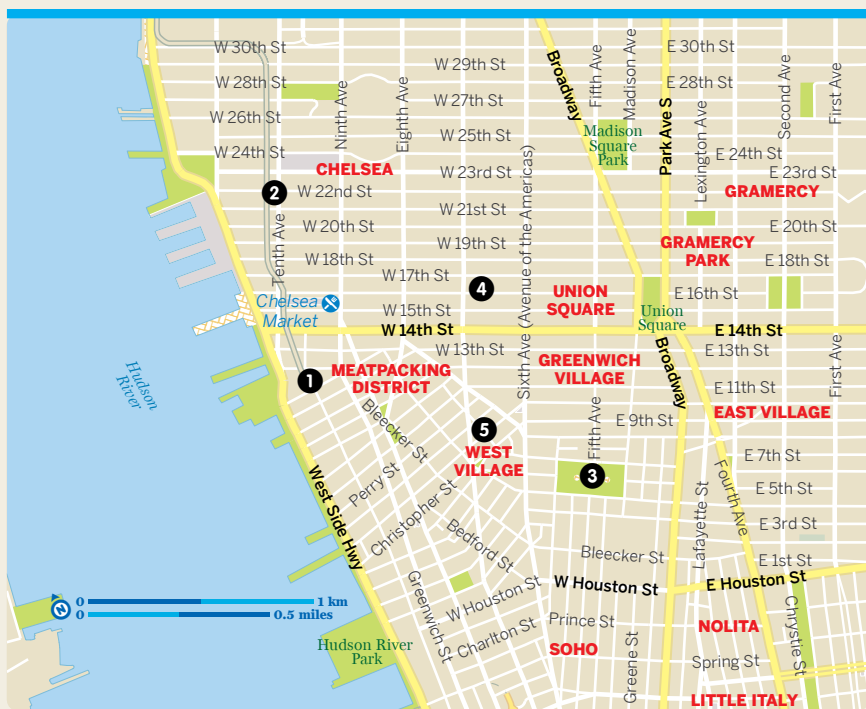 W 30th St
E 30th St
W 29th St
W 28th St
E 28th St
W 27th St
W 26th St
W 25th St
W 24th St
E 24th St
W 23rd St
E 23rd St
W 22nd St
W 21st St
W 20th St
E 20th St
W 19th St
W 18th St
E 18th St
W 17th St
E 16th St
W 15th St
W 14th St
E 14th St
W 13th St
E 13th St
E 11th St
E 9th St
E 7th St
E 5th St
E 3rd St
E 1st St
Tenth Ave
Ninth Ave
Eighth Ave
Sixth Ave (Avenue of the Americas)
Broadway
Fifth Ave
Madison Ave
Park Ave S
Lexington Ave
Second Ave
First Ave
Madison
Square
Park
CHELSEA
GRAMERCY
GRAMERCY
PARK
2
4
Chelsea
Market
UNION
SQUARE
Union
Square
1
MEATPACKING
DISTRICT
GREENWICH
VILLAGE
Broadway
First Ave
EAST VILLAGE
Hudson
River
5
WEST
VILLAGE
Fifth Ave
3
Bleecker St
Perry St
Christopher St
Bedford St
West Side Hwy
Greenwich St
Fourth Ave
Lafayette St
Bleecker St
W Houston St
W Houston St
E Houston St
Charlton St
Prince St
Greene St
Spring St
Chrystie St
SOHO
NOLITA
LITTLE ITALY
Hudson River
Park
N
0 1 km
0 0.5 miles